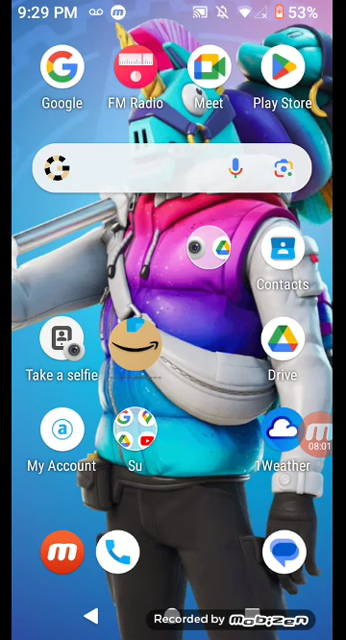 9:29 PM
53%
Google
FM Radio
Meet
Play Store
Contacts
Take a selfie
Drive
My Account
Su
1Weather
08:01
Recorded by mobizen